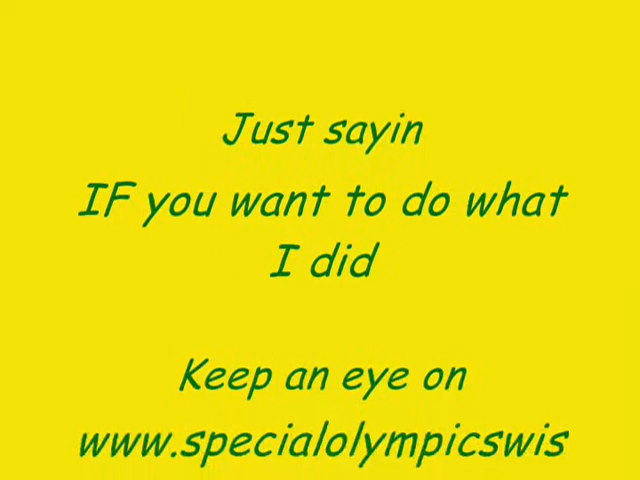 Just sayin
IF you want to do what
I did
Keep an eye on
www.specialolympicswis